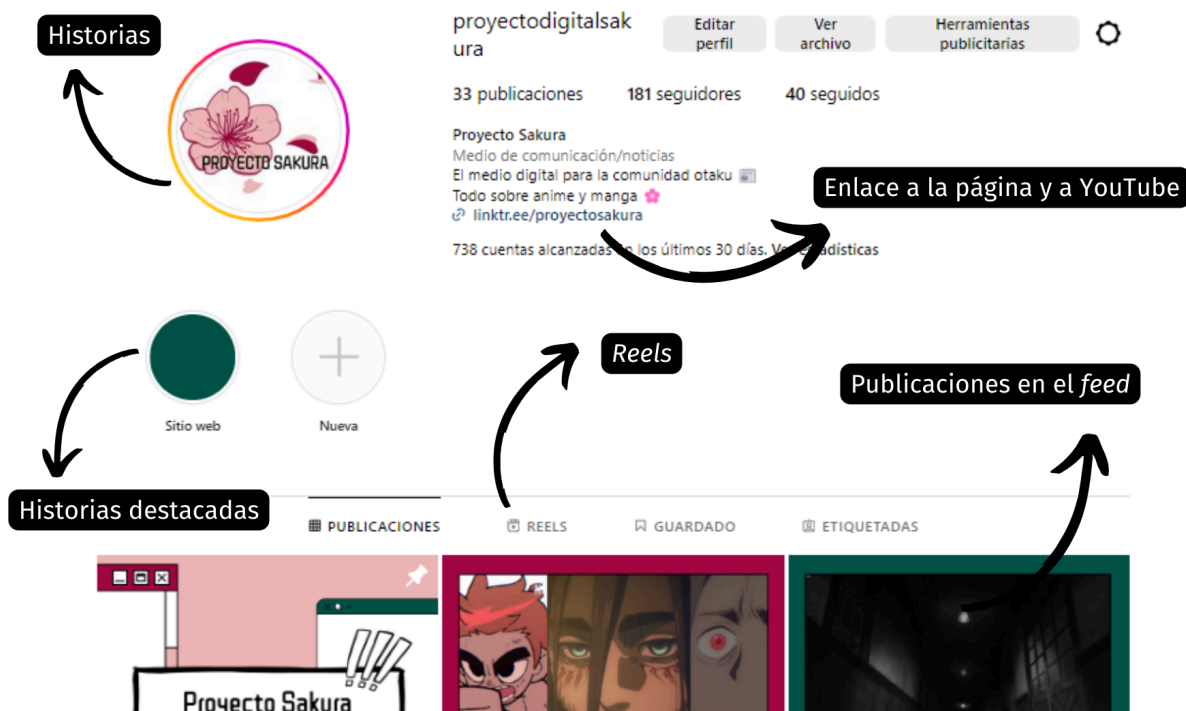 Historias
PROYECTO SAKURA
proyectodigitalsak
ura
Editar
perfil
Ver
archivo
Herramientas
publicitarias
33 publicaciones 181 seguidores 40 seguidos
Proyecto Sakura
Medio de comunicación/noticias
El medio digital para la comunidad otaku
Todo sobre anime y manga
linktr.ee/proyectosakura
Enlace a la página y a YouTube
738 cuentas alcanzadas los últimos 30 días.
Sitio web
Nueva
Reels
Publicaciones en el feed
Historias destacadas
PUBLICACIONES REELS GUARDADO ETIQUETADAS
Proyecto Sakura